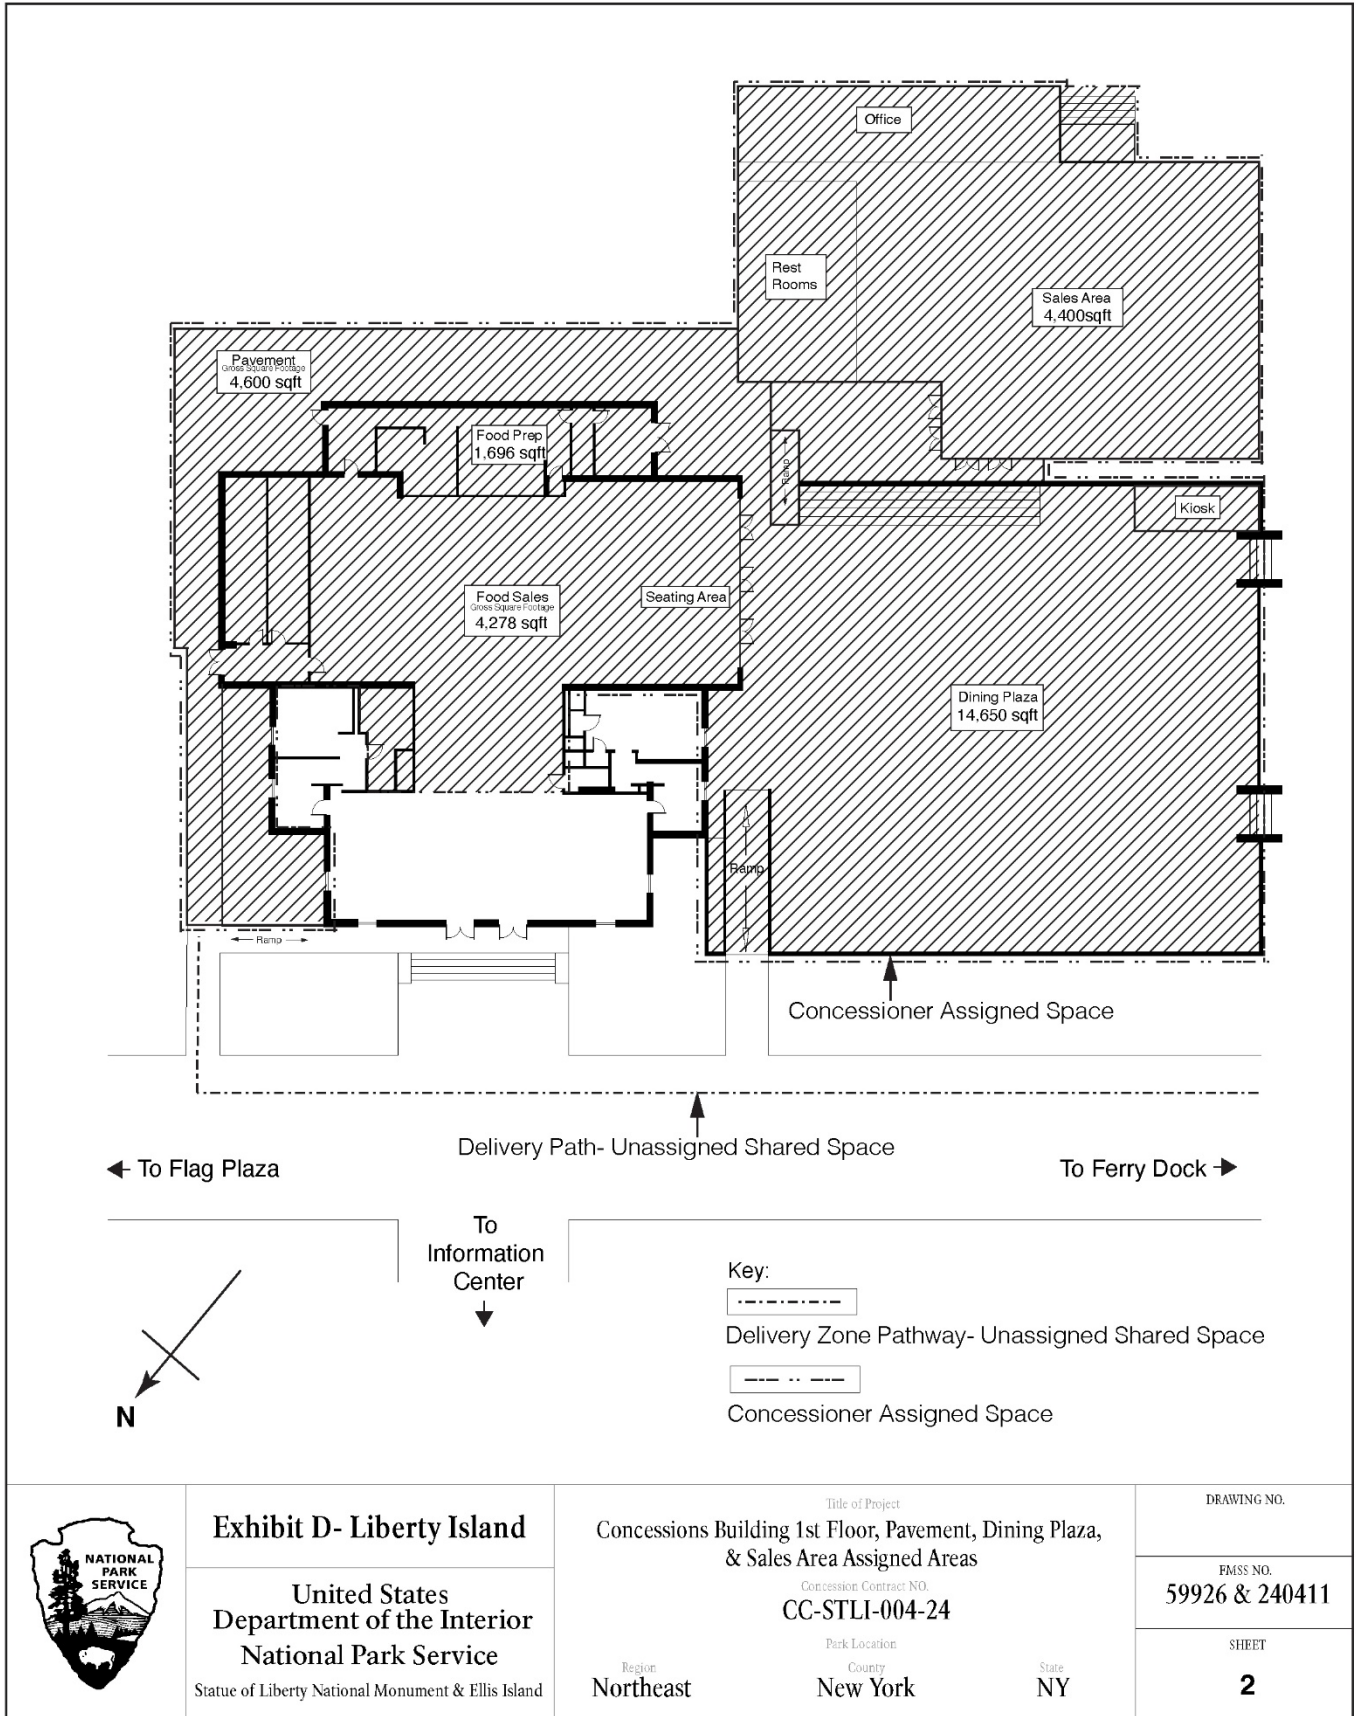 Office
Rest
Rooms
Sales Area
4,400sqft
Pavement
Gross Square Footage
4,600 sqft
Food Prep
1,696 sqft
Ramp
Kiosk
Food Sales
Gross Square Footage
4,278 sqft
Seating Area
Dining Plaza
14,650 sqft
Ramp
Ramp
Concessioner Assigned Space
Delivery Path- Unassigned Shared Space
To Flag Plaza
To Ferry Dock
To
Information
Center
N
Key:
Delivery Zone Pathway- Unassigned Shared Space
Concessioner Assigned Space
NATIONAL
PARK
SERVICE
Exhibit D- Liberty Island
United States
Department of the Interior
National Park Service
Statue of Liberty National Monument & Ellis Island
Title of Project
Concessions Building 1st Floor, Pavement, Dining Plaza,
& Sales Area Assigned Areas
Concession Contract NO.
CC-STLI-004-24
Park Location
Region
Northeast
County
New York
State
NY
DRAWING NO.
FMSS NO.
59926 & 240411
SHEET
2